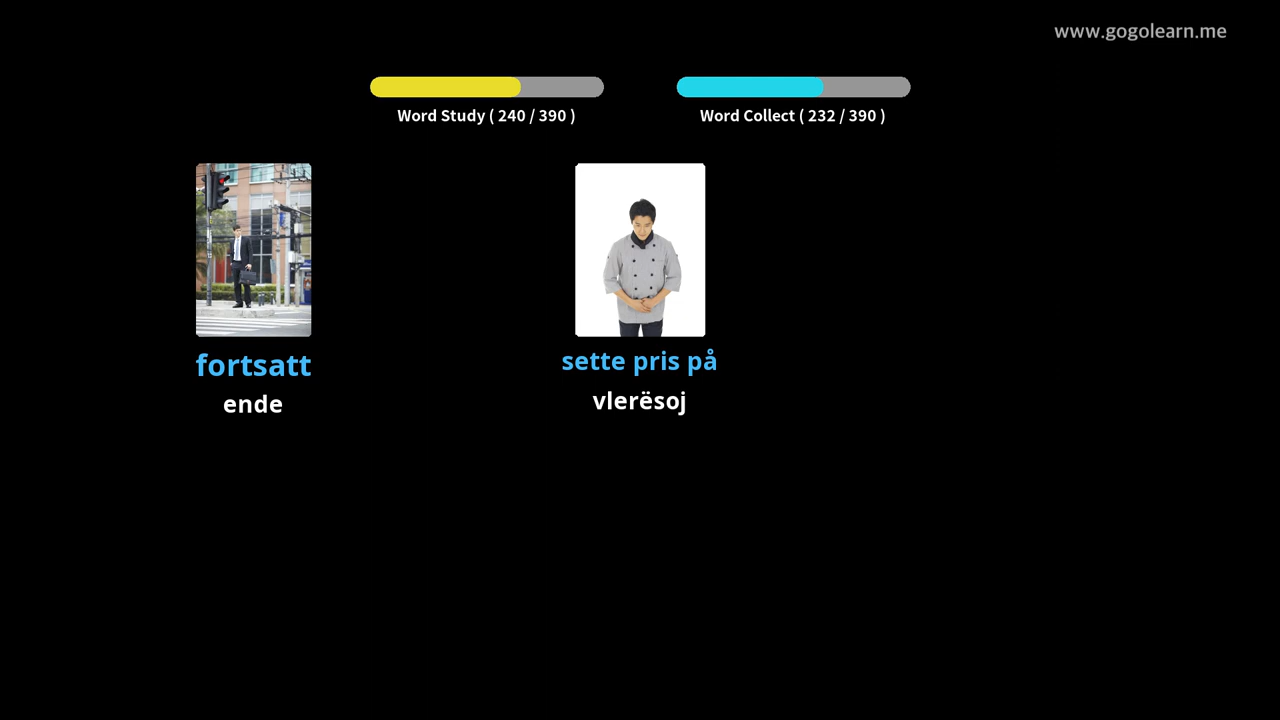 www.gogolearn.me
Word Study ( 240 / 390 )
Word Collect ( 232 / 390 )
fortsatt
ende
sette pris på
vlerësoj